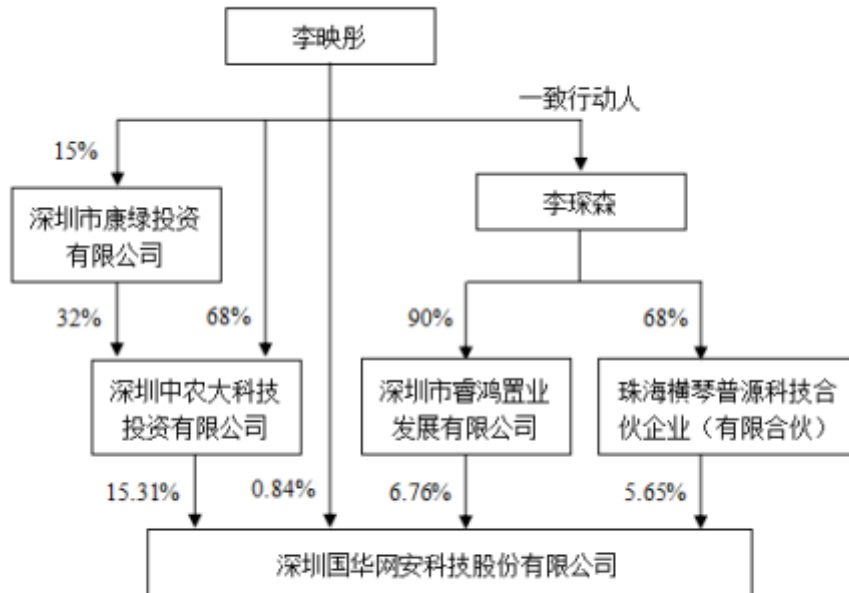 李映彤
一致行动人
15%
深圳市康绿投资
有限公司
李琛森
32%
68%
90%
68%
深圳中农大科技
投资有限公司
深圳市睿鸿置业
发展有限公司
珠海横琴普源科技合
伙企业（有限合伙）
15.31%
0.84%
6.76%
5.65%
深圳国华网安科技股份有限公司